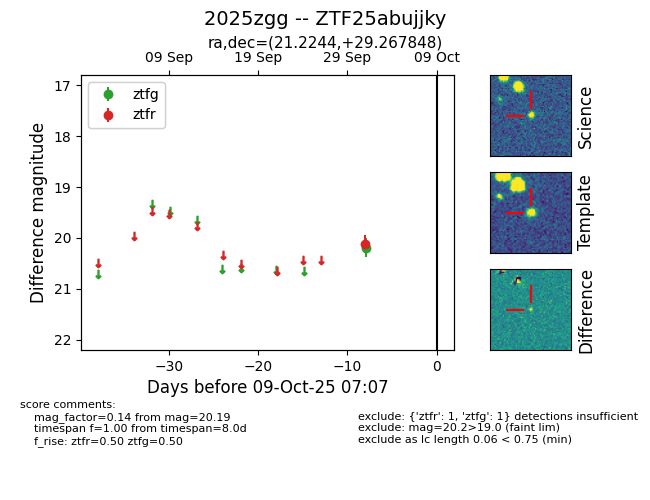 2025zgg -- ZTF25abujjky
ra,dec=(21.2244,+29.267848)
09 Sep
19 Sep
29 Sep
09 Oct
ztfg
ztfr
17
18
19
20
21
22
Difference magnitude
−30
−20
−10
0
Days before 09-Oct-25 07:07
Science
Template
Difference
score comments:
mag_factor=0.14 from mag=20.19
timespan f=1.00 from timespan=8.0d
f_rise: ztfr=0.50 ztfg=0.50
exclude: {'ztfr': 1, 'ztfg': 1} detections insufficient
exclude: mag=20.2>19.0 (faint lim)
exclude as lc length 0.06 < 0.75 (min)